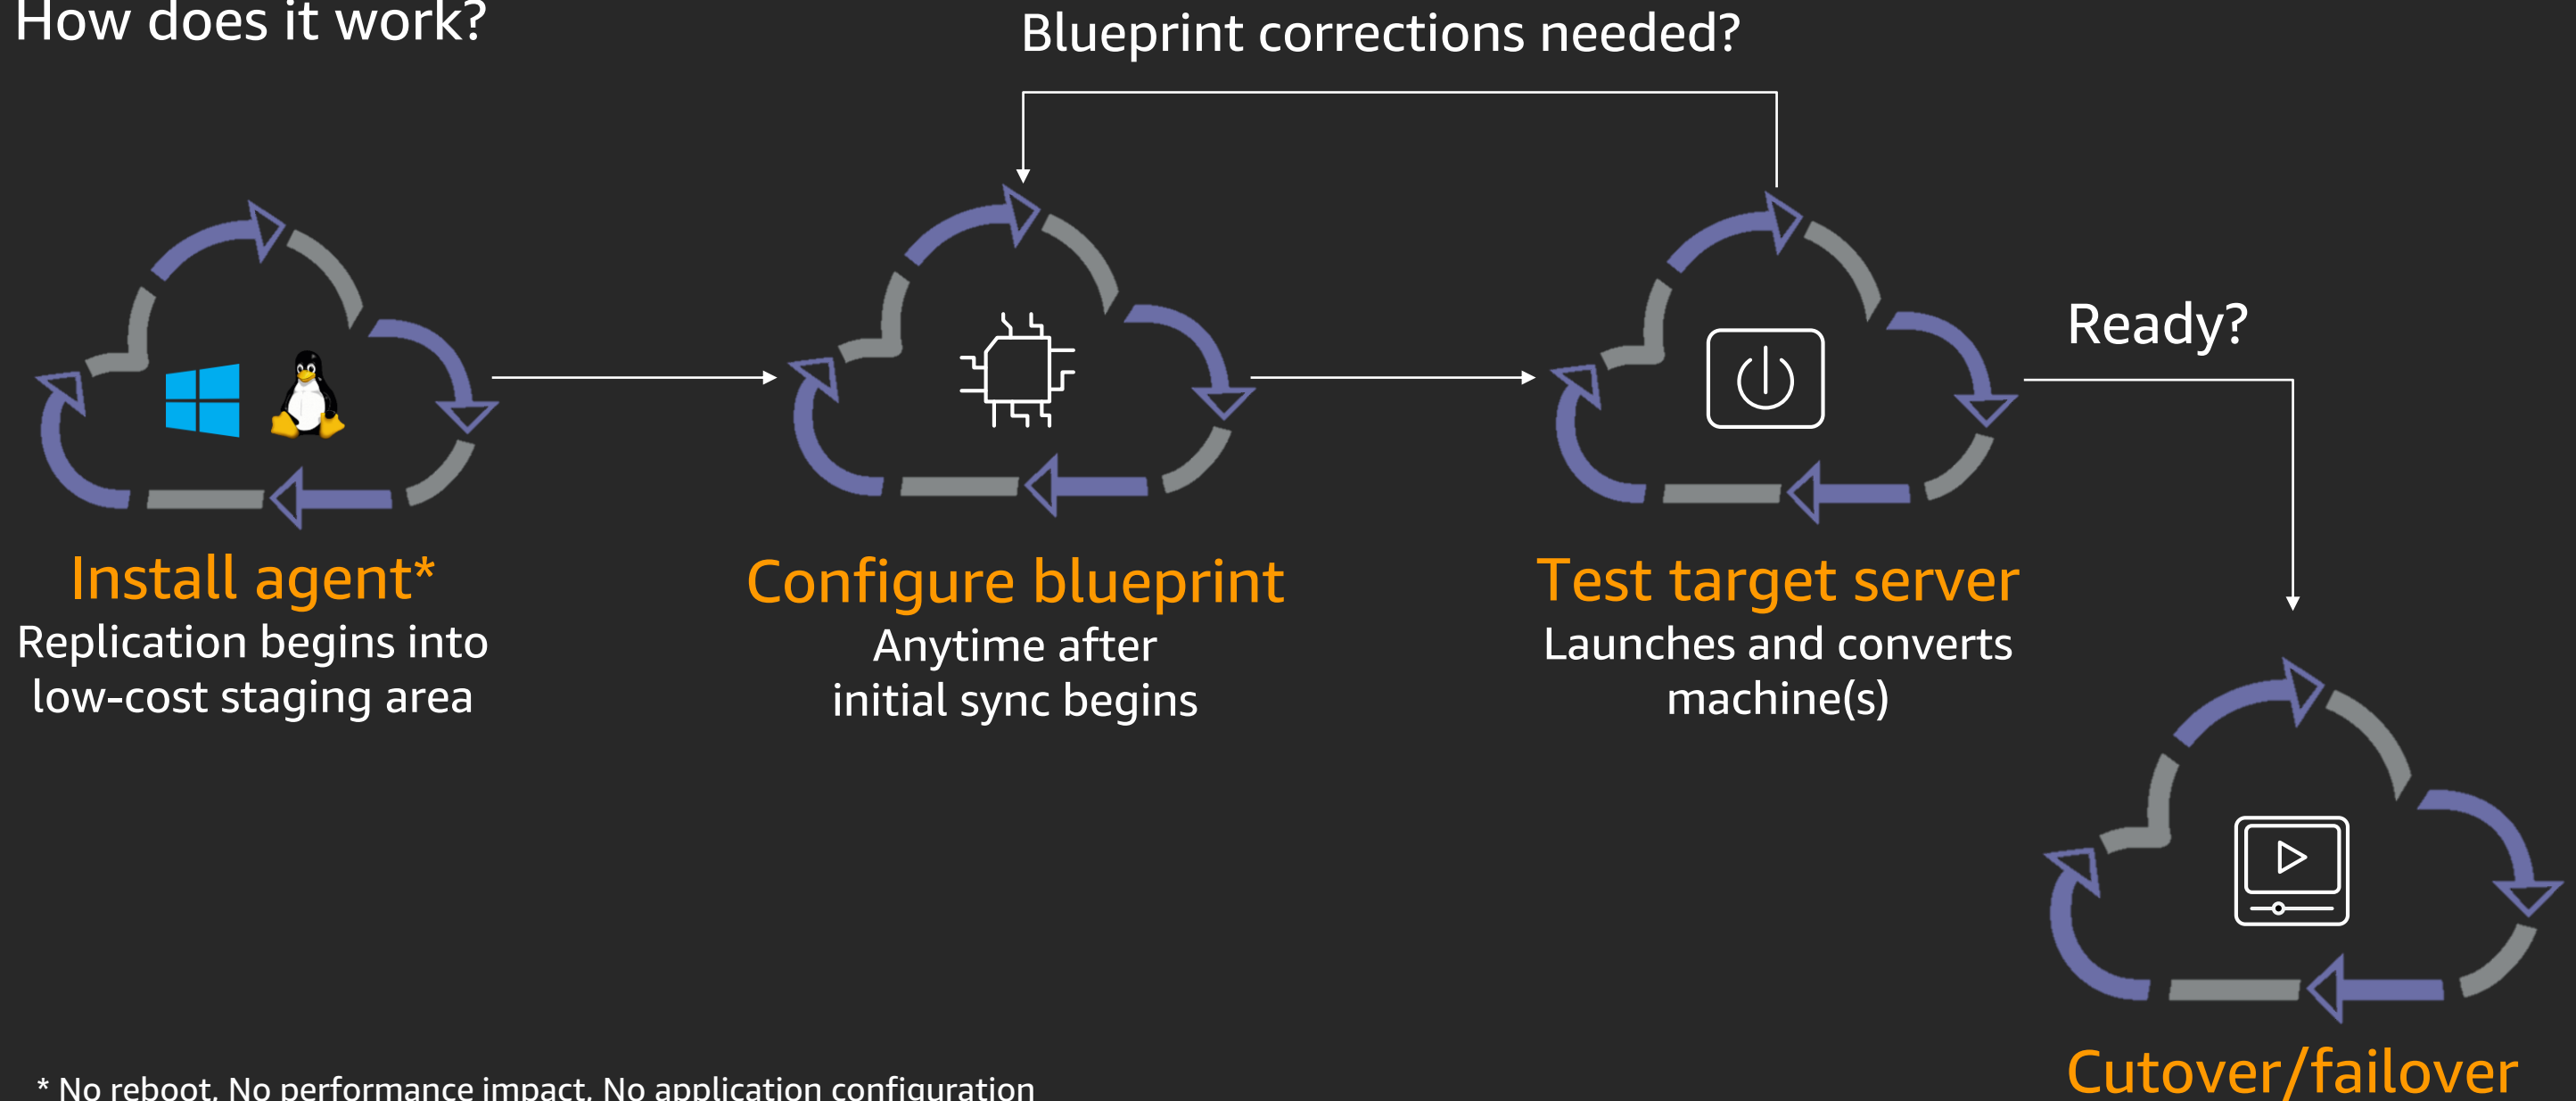 How does it work?
Blueprint corrections needed?
Ready?
Install agent*
Replication begins into
low-cost staging area
Configure blueprint
Anytime after
initial sync begins
Test target server
Launches and converts
machine(s)
Cutover/failover
* No reboot, No performance impact, No application configuration